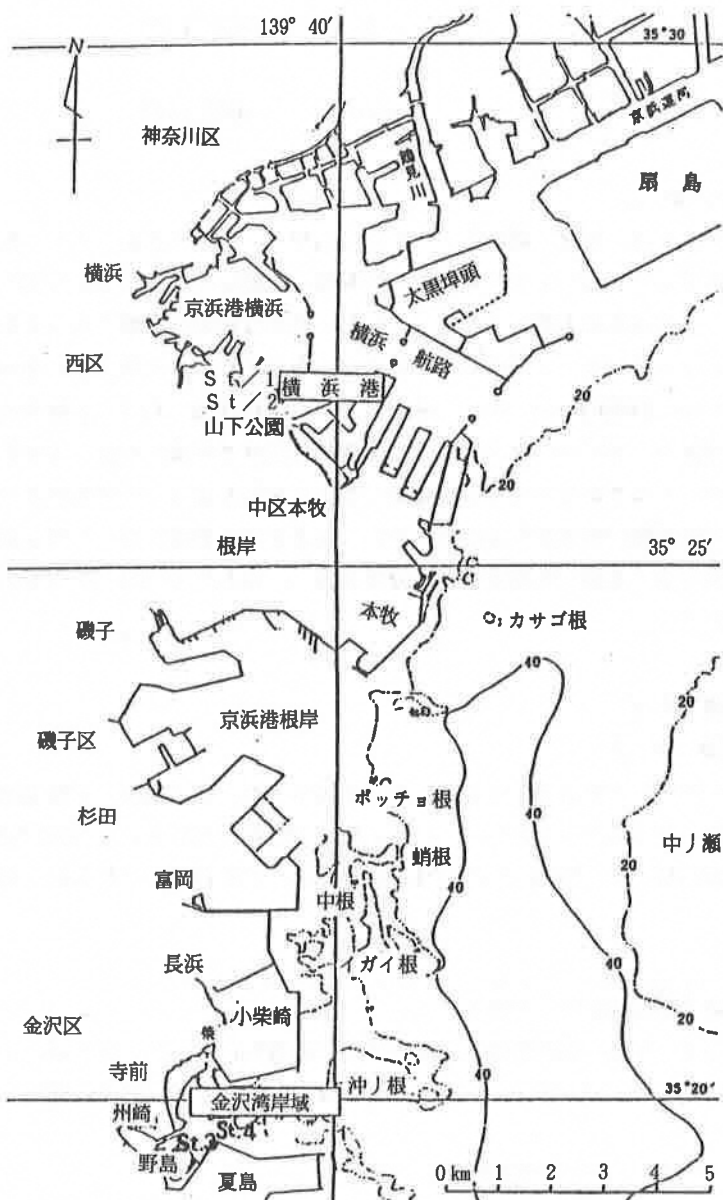 139° 40′
35°30
N
神奈川区
京浜運河
鶴見川
扇島
横浜
京浜港横浜
大黒埠頭
横浜航路
西区
St／1
横浜港
St／2
山下公園
20
20
中区本牧
根岸
35° 25′
磯子
本牧
カサゴ根
40
20
京浜港根岸
磯子区
ポッチョ根
40
杉田
蛸根
中ノ瀬
20
富岡
中根
40
イガイ根
40
長浜
小柴崎
20
金沢区
寺前
沖ノ根
40
35°20′
金沢湾岸域
州崎
St.3
St.4
野島
夏島
0km 1 2 3 4 5